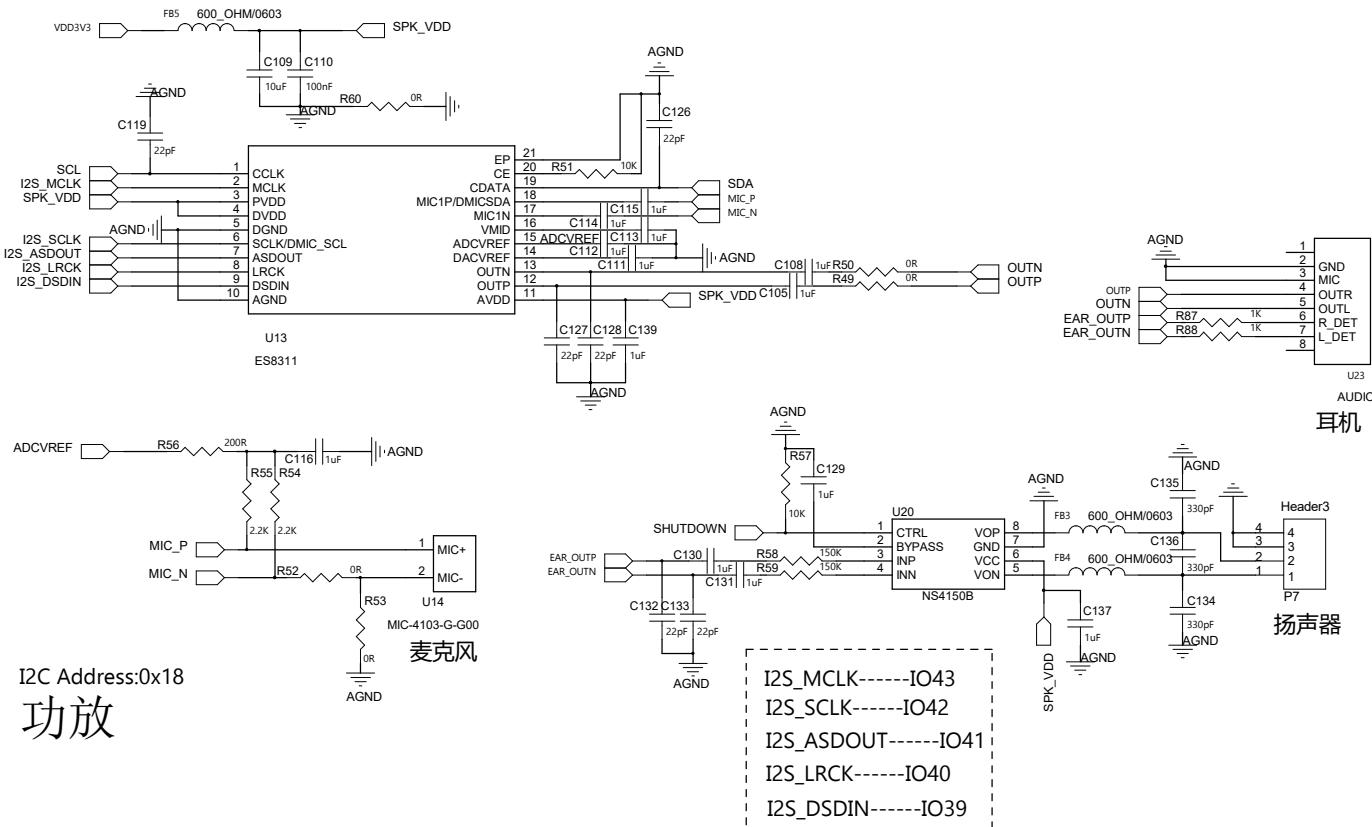 VDD3V3
FB5
600_OHM/0603
SPK_VDD
C109
10uF
C110
100nF
AGND
R60
0R
AGND
C119
22pF
AGND
C126
22pF
SCL
I2S_MCLK
SPK_VDD
AGND
I2S_SCLK
I2S_ASDOUT
I2S_LRCK
I2S_DSDIN
1 CCLK
2 MCLK
3 PVDD
4 DVDD
5 DGND
6 SCLK/DMIC_SCL
7 ASDOUT
8 LRCK
9 DSDIN
10 AGND
EP 21
CE 20
CDATA 19
MIC1P/DMICSDA 18
MIC1N 17
VMID 16
ADCVREF 15
DACVREF 14
OUTN 13
OUTP 12
AVDD 11
U13
ES8311
R51
10K
SDA
MIC_P
MIC_N
C115
1uF
C114
1uF
ADCVREF
C113
1uF
C112
1uF
C111
1uF
AGND
C108
1uF
R50
0R
OUTN
R49
0R
OUTP
C105
1uF
SPK_VDD
C127
22pF
C128
22pF
C139
1uF
AGND
AGND
OUTP
OUTN
EAR_OUTP
EAR_OUTN
R87
1K
R88
1K
1
2 GND
3 MIC
4 OUTR
5 OUTL
6 R_DET
7 L_DET
8
U23
AUDIO
耳机
ADCVREF
R56
200R
C116
1uF
AGND
R55
2.2K
R54
2.2K
MIC_P
MIC_N
R52
0R
R53
0R
AGND
1 MIC+
2 MIC-
U14
MIC-4103-G-G00
麦克风
I2C Address:0x18
功放
AGND
R57
10K
C129
1uF
SHUTDOWN
EAR_OUTP
EAR_OUTN
C130
1uF
C131
1uF
R58
150K
R59
150K
C132
22pF
C133
22pF
AGND
U20
1 CTRL
2 BYPASS
3 INP
4 INN
VOP 8
GND 7
VCC 6
VON 5
NS4150B
AGND
FB3
600_OHM/0603
FB4
600_OHM/0603
AGND
C135
330pF
C136
330pF
C134
330pF
AGND
C137
1uF
AGND
SPK_VDD
Header3
4 4
3 3
2 2
1 1
P7
扬声器
I2S_MCLK------IO43
I2S_SCLK------IO42
I2S_ASDOUT------IO41
I2S_LRCK------IO40
I2S_DSDIN------IO39